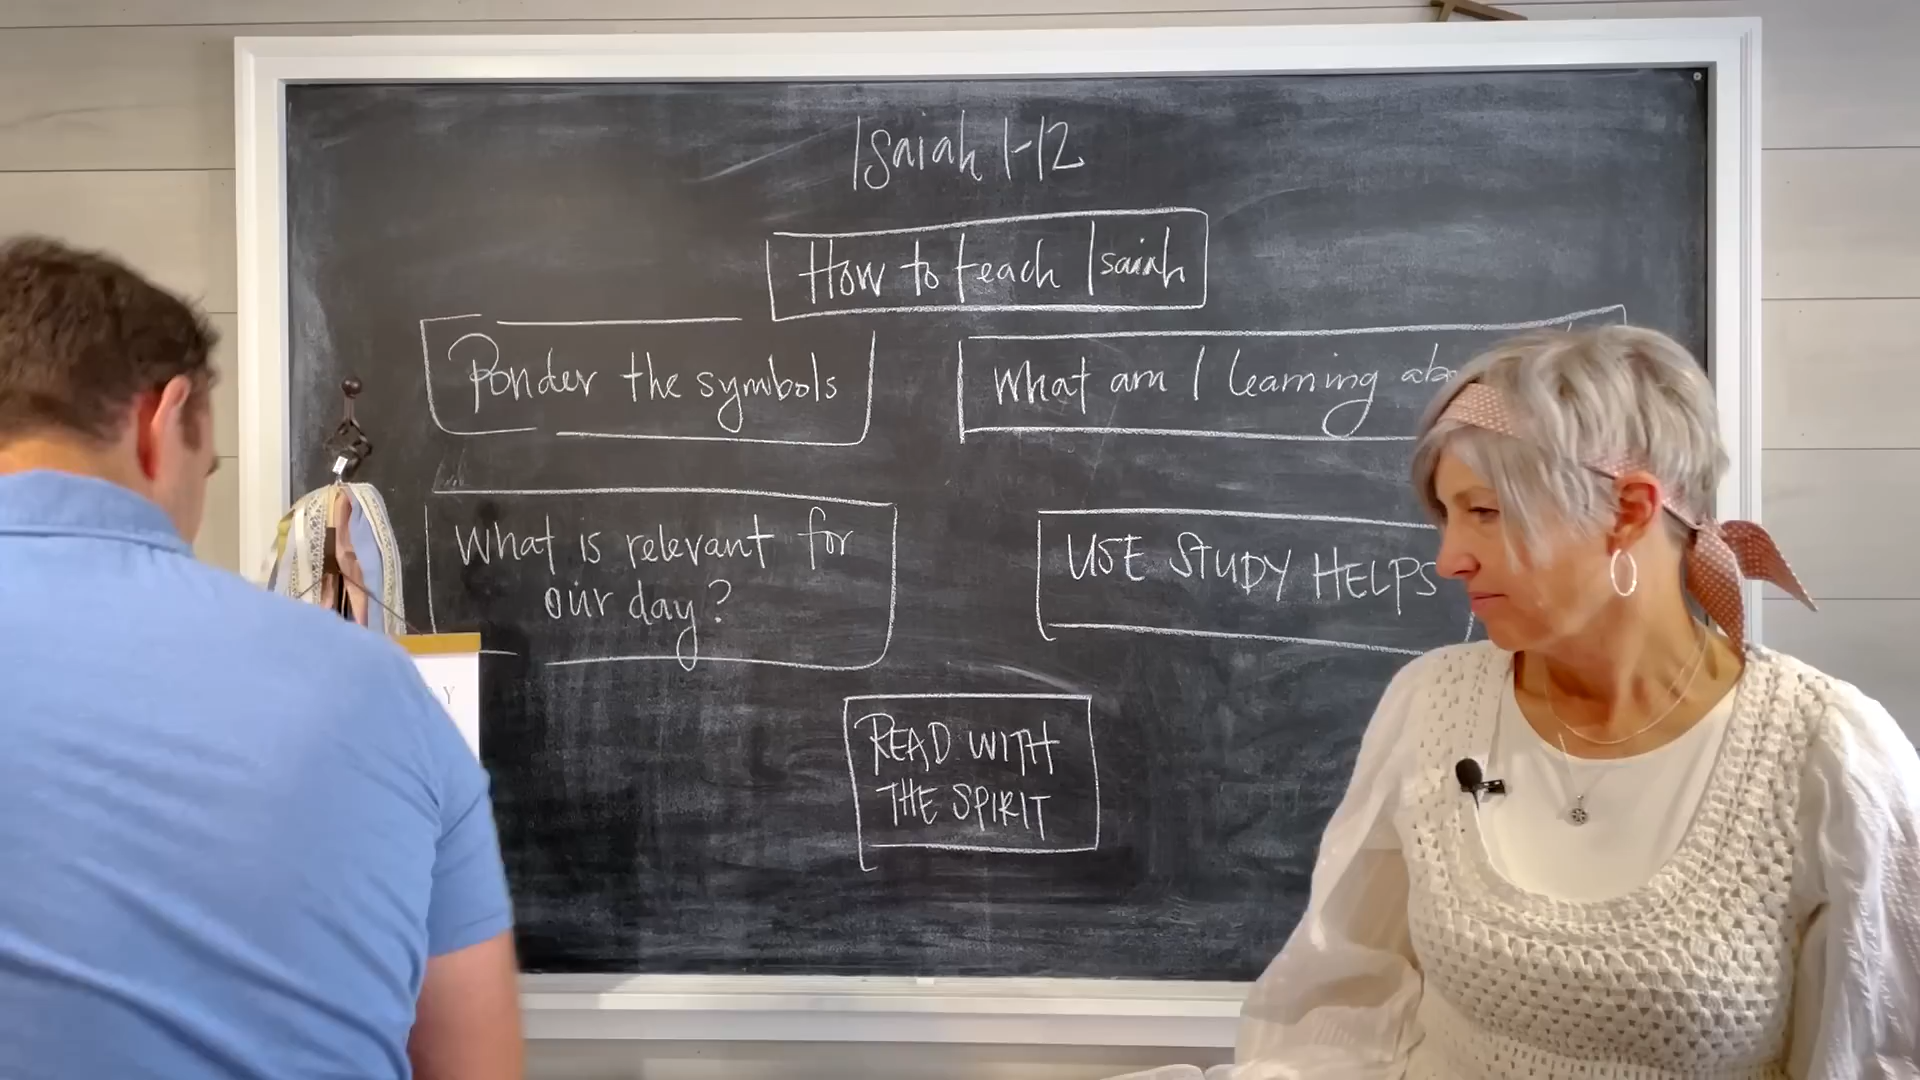 Isaiah 1-12
How to teach Isaiah
Ponder the symbols
What am I learning
What is relevant for
our day?
USE STUDY HELPS
READ WITH
THE SPIRIT